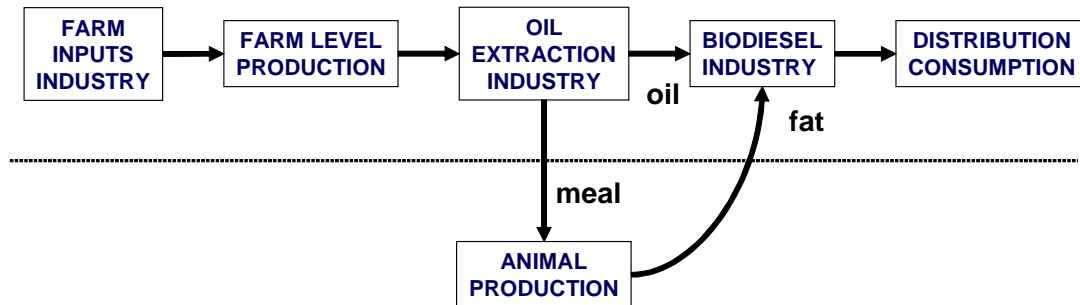 FARM
INPUTS
INDUSTRY
FARM LEVEL
PRODUCTION
OIL
EXTRACTION
INDUSTRY
BIODIESEL
INDUSTRY
DISTRIBUTION
CONSUMPTION
oil
fat
meal
ANIMAL
PRODUCTION